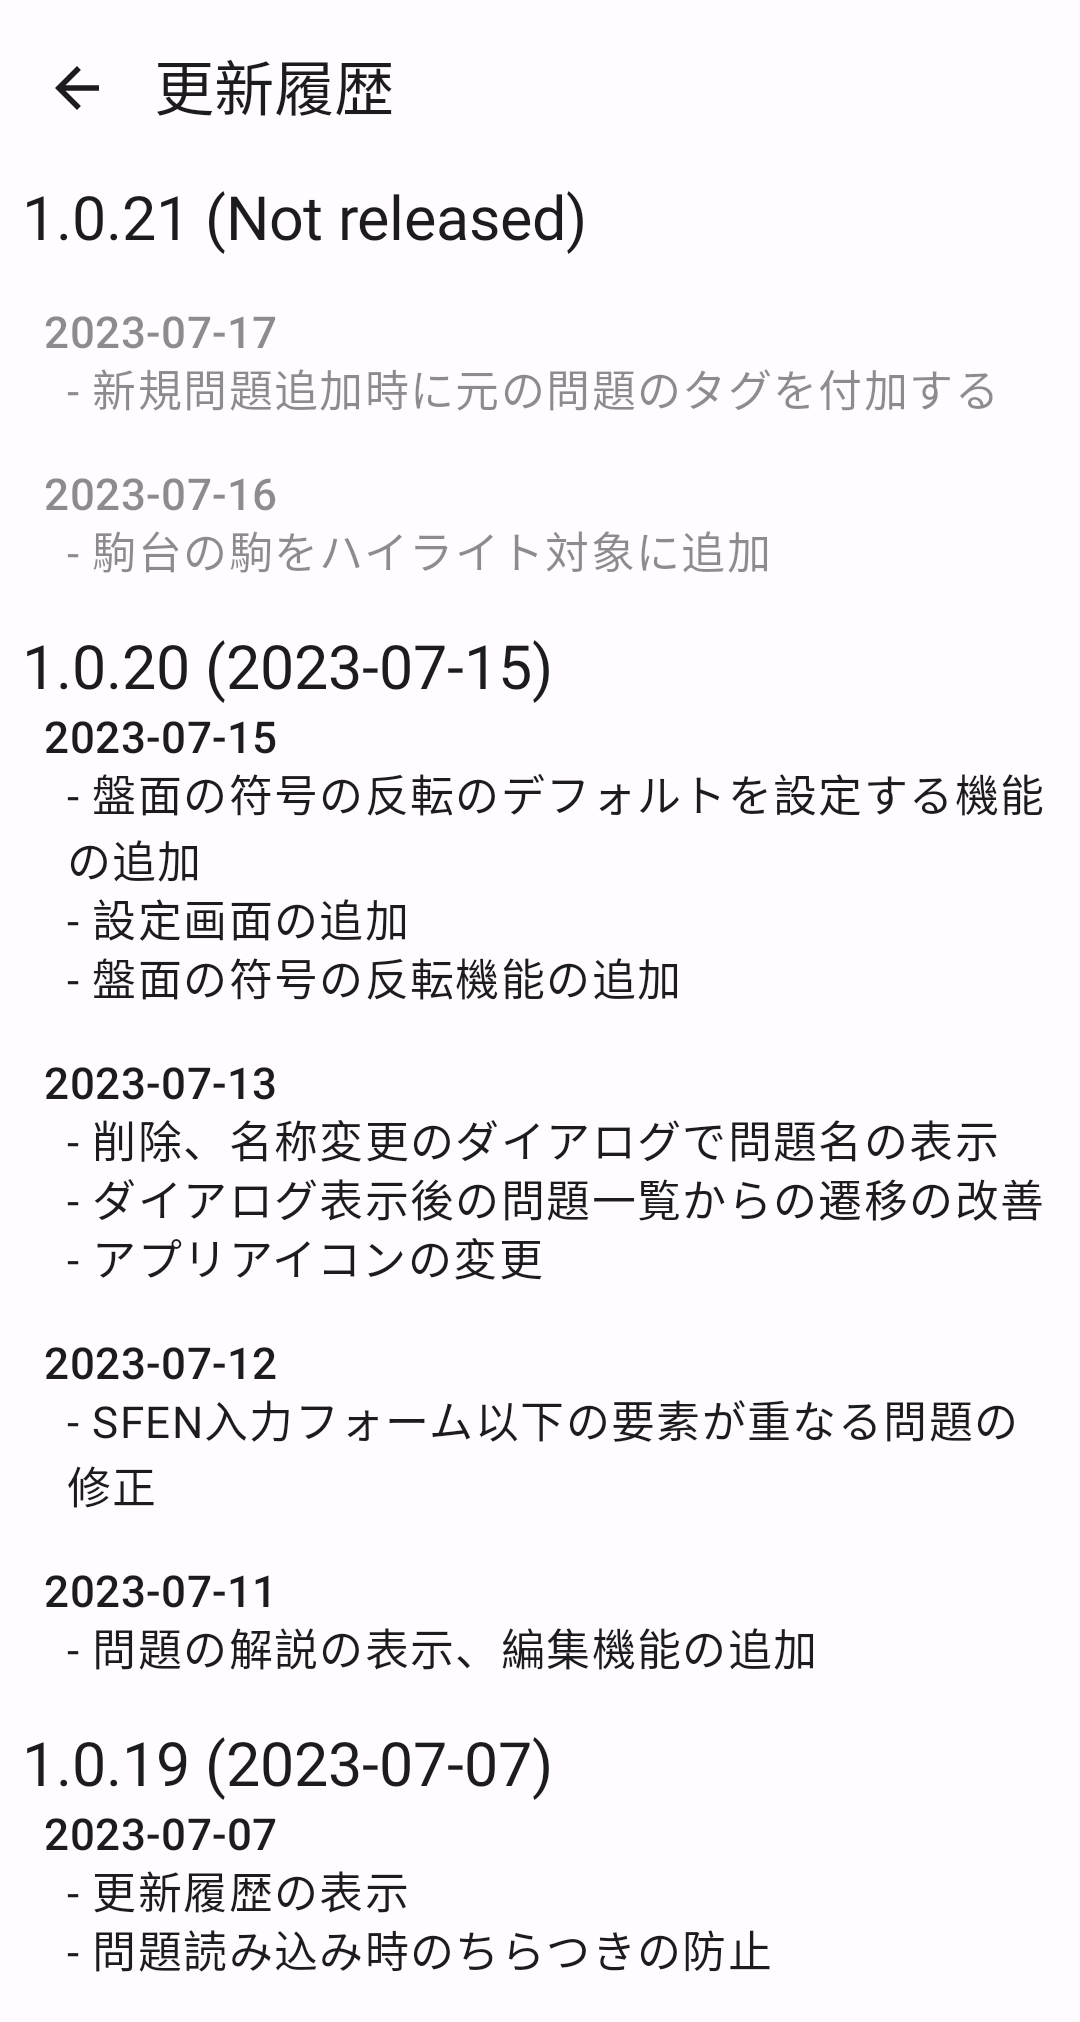 更新履歴
1.0.21 (Not released)
2023-07-17
- 新規問題追加時に元の問題のタグを付加する
2023-07-16
- 駒台の駒をハイライト対象に追加
1.0.20 (2023-07-15)
2023-07-15
- 盤面の符号の反転のデフォルトを設定する機能
の追加
- 設定画面の追加
- 盤面の符号の反転機能の追加
2023-07-13
- 削除、名称変更のダイアログで問題名の表示
- ダイアログ表示後の問題一覧からの遷移の改善
- アプリアイコンの変更
2023-07-12
- SFEN入力フォーム以下の要素が重なる問題の
修正
2023-07-11
- 問題の解説の表示、編集機能の追加
1.0.19 (2023-07-07)
2023-07-07
- 更新履歴の表示
- 問題読み込み時のちらつきの防止